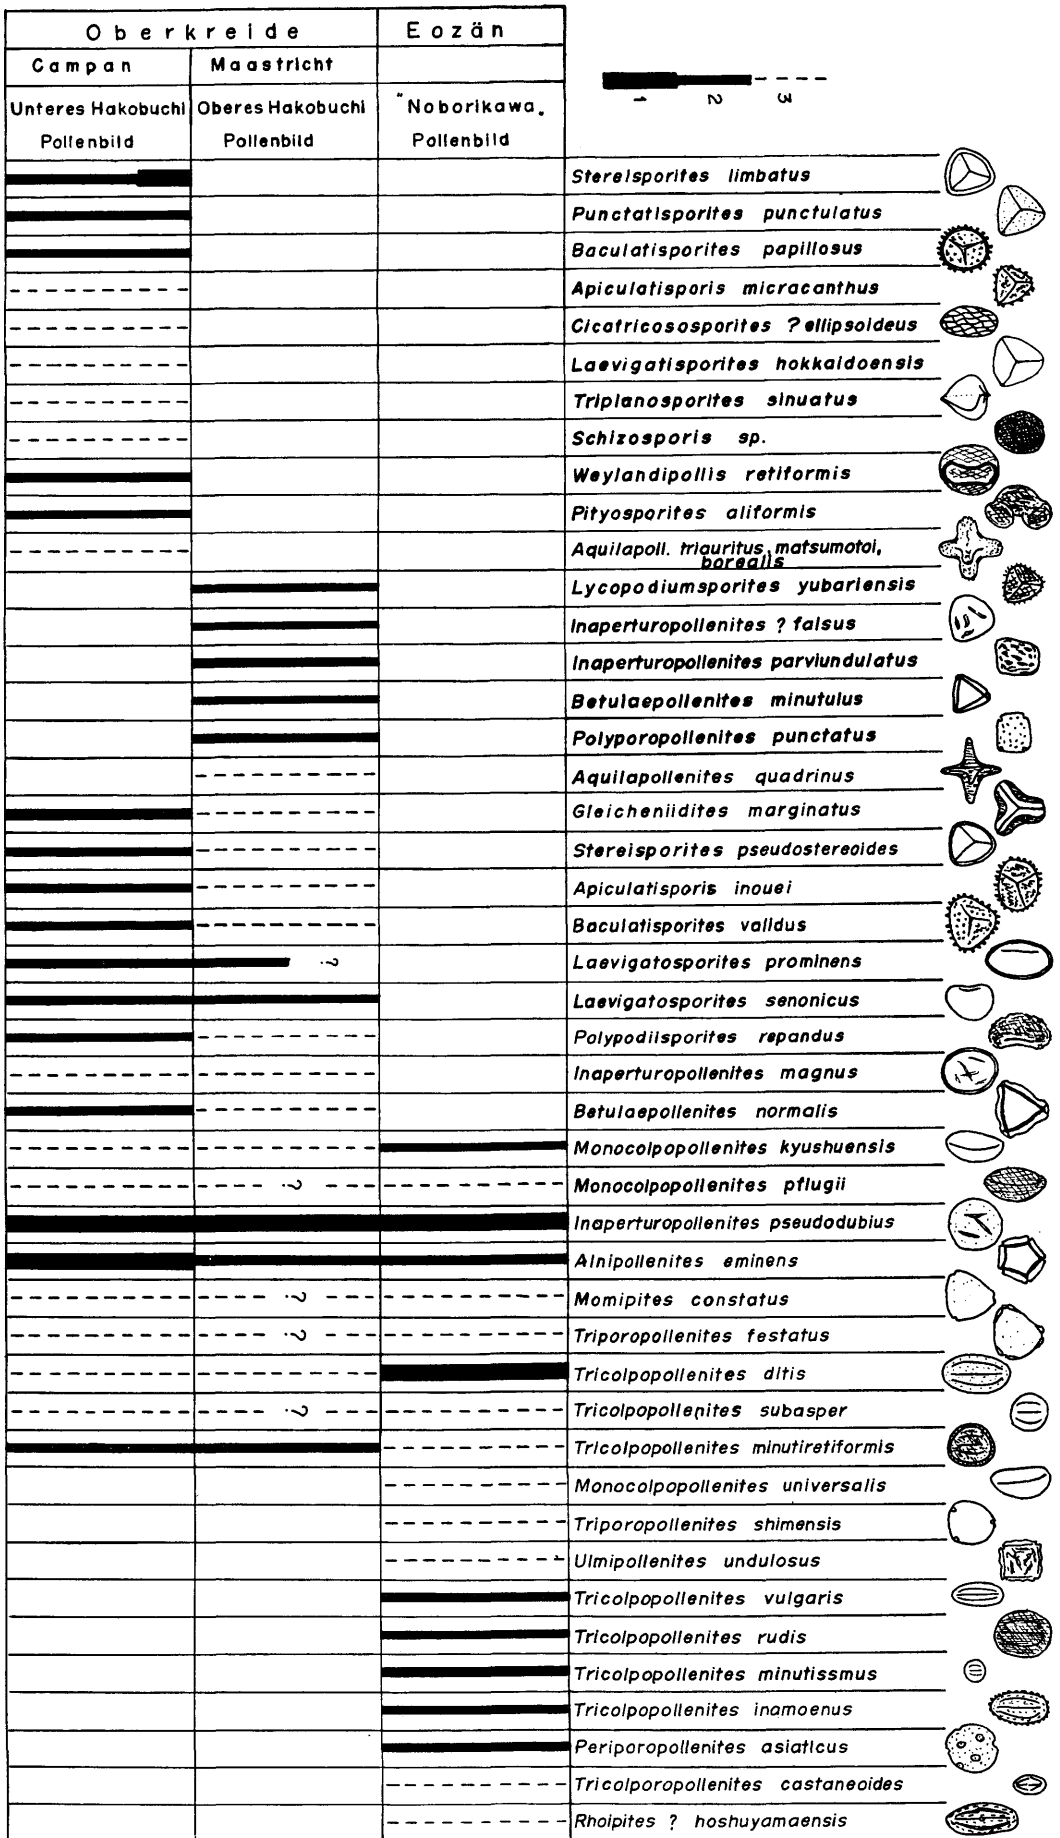 Oberkreide Eozän
Campan Maastricht
Unteres Hakobuchi Oberes Hakobuchi "Noborikawa„
Pollenbild Pollenbild Pollenbild
1 2 3
Stereisporites limbatus
Punctatisporites punctulatus
Baculatisporites papillosus
Apiculatisporis micracanthus
Cicatricososporites ? ellipsoideus
Laevigatisporites hokkaidoensis
Triplanosporites sinuatus
Schizosporis sp.
Weylandipollis retiformis
Pityosporites aliformis
Aquilapoll. triauritus, matsumotoi,
borealis
Lycopodiumsporites yubariensis
Inaperturopollenites ? falsus
Inaperturopollenites parviundulatus
Betulaepollenites minutulus
Polyporopollenites punctatus
Aquilapollenites quadrinus
Gleicheniidites marginatus
Stereisporites pseudostereoides
Apiculatisporis inouei
Baculatisporites validus
? Laevigatosporites prominens
Laevigatosporites senonicus
Polypodiisporites repandus
Inaperturopollenites magnus
Betulaepollenites normalis
Monocolpopollenites kyushuensis
? Monocolpopollenites pflugii
Inaperturopollenites pseudodubius
Alnipollenites eminens
? Momipites constatus
? Triporopollenites festatus
Tricolpopollenites ditis
? Tricolpopollenites subasper
Tricolpopollenites minutiretiformis
Monocolpopollenites universalis
Triporopollenites shimensis
Ulmipollenites undulosus
Tricolpopollenites vulgaris
Tricolpopollenites rudis
Tricolpopollenites minutissmus
Tricolpopollenites inamoenus
Periporopollenites asiaticus
Tricolporopollenites castaneoides
Rhoipites ? hoshuyamaensis